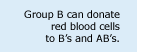 Group B can donate
red blood cells
to B's and AB's.